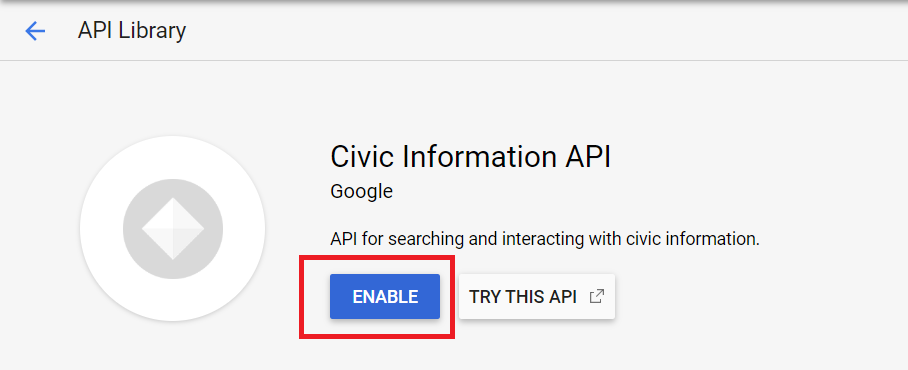 API Library
Civic Information API
Google
API for searching and interacting with civic information.
ENABLE
TRY THIS API